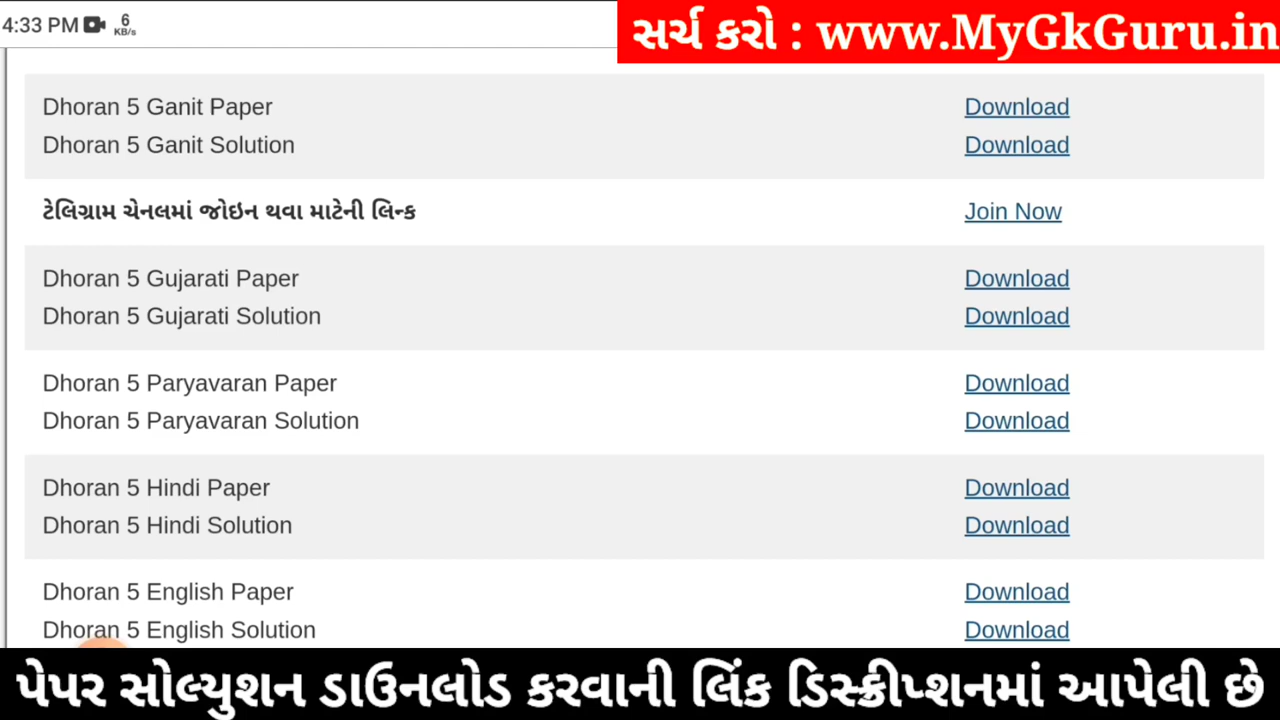 4:33 PM 6 KB/s
સર્ચ કરો : www.MyGkGuru.in
Dhoran 5 Ganit Paper Download
Dhoran 5 Ganit Solution Download
ટેલિગ્રામ ચેનલમાં જોઇન થવા માટેની લિન્ક Join Now
Dhoran 5 Gujarati Paper Download
Dhoran 5 Gujarati Solution Download
Dhoran 5 Paryavaran Paper Download
Dhoran 5 Paryavaran Solution Download
Dhoran 5 Hindi Paper Download
Dhoran 5 Hindi Solution Download
Dhoran 5 English Paper Download
Dhoran 5 English Solution Download
પેપર સોલ્યુશન ડાઉનલોડ કરવાની લિંક ડિસ્ક્રીપ્શનમાં આપેલી છે